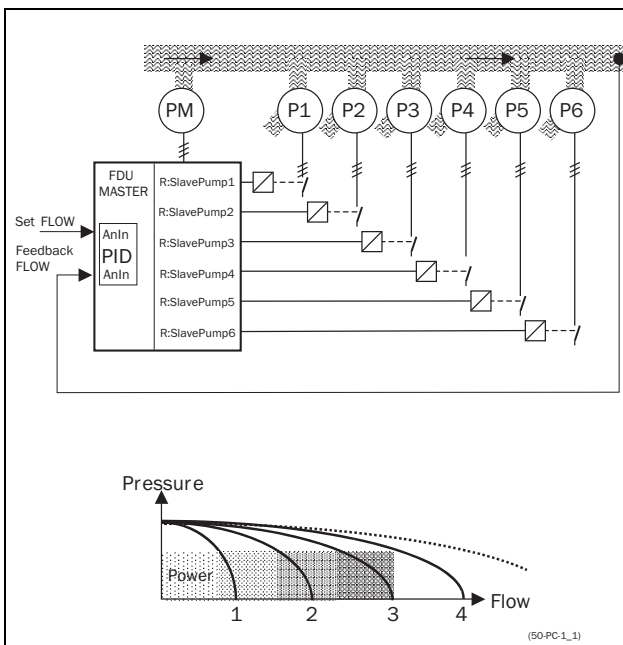 PM P1 P2 P3 P4 P5 P6
FDU
MASTER
R:SlavePump1
R:SlavePump2
R:SlavePump3
R:SlavePump4
R:SlavePump5
R:SlavePump6
Set FLOW
AnIn
PID
AnIn
Feedback
FLOW
Pressure
Power
1 2 3 4 Flow
(50-PC-1_1)